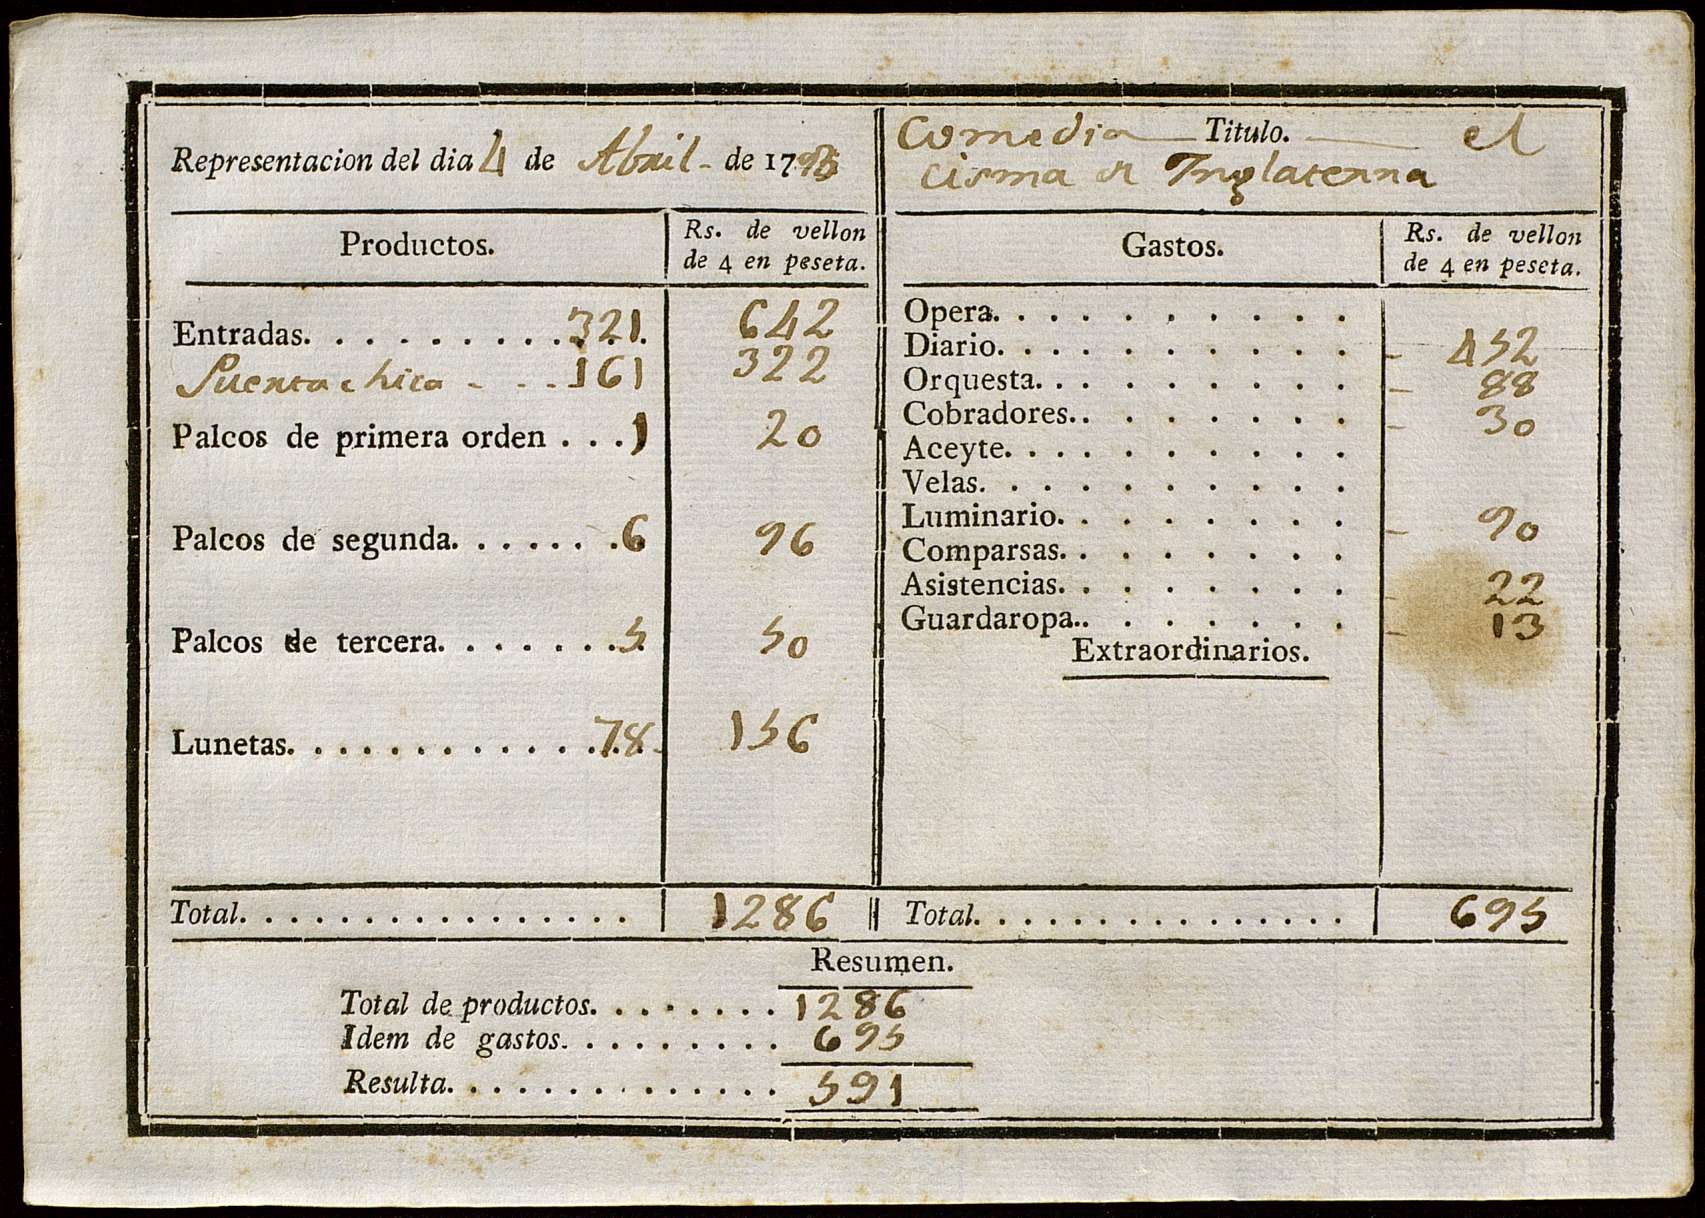 Representacion del dia 4 de Abril de 17
Comedia Titulo. el
cisma de Inglaterra
Productos.
Rs. de vellon
de 4 en peseta.
Entradas. . . . . . . . . . 321. 642
Puerta chica - - - 161 322
Palcos de primera orden . . . 1 20
Palcos de segunda. . . . . . . 6 96
Palcos de tercera. . . . . . . 5 50
Lunetas. . . . . . . . . . . . 78 156
Total. . . . . . . . . . . . . . . 1286
Gastos.
Rs. de vellon
de 4 en peseta.
Opera. . . . . . . . . . .
Diario. . . . . . . . . . . - 452
Orquesta. . . . . . . . . - 88
Cobradores.. . . . . . . - 30
Aceyte. . . . . . . . . . .
Velas. . . . . . . . . . .
Luminario. . . . . . . . - 90
Comparsas. . . . . . . .
Asistencias. . . . . . . . - 22
Guardaropa.. . . . . . . - 13
Extraordinarios.
Total. . . . . . . . . . . . . . . 695
Resumen.
Total de productos. . . . . . . . 1286
Idem de gastos. . . . . . . . . 695
Resulta. . . . . . . . . . . . . 591